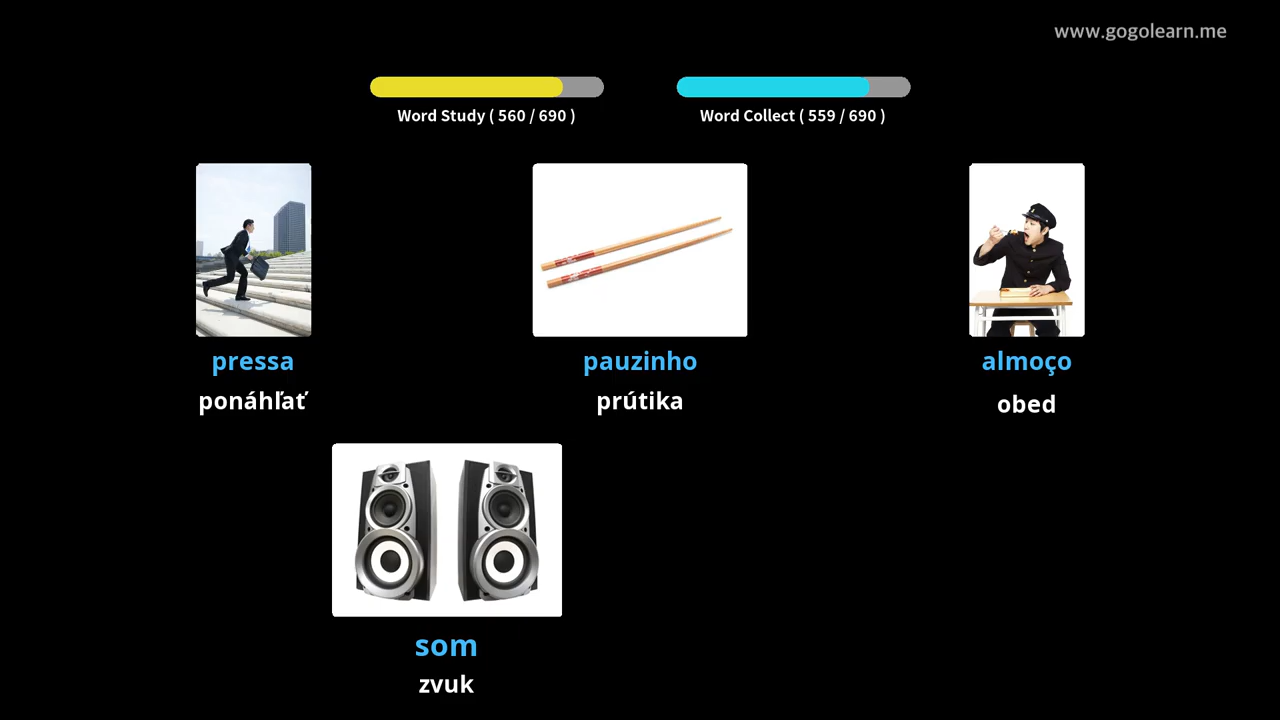 www.gogolearn.me
Word Study ( 560 / 690 )
Word Collect ( 559 / 690 )
pressa
pauzinho
almoço
ponáhľať
prútika
obed
som
zvuk